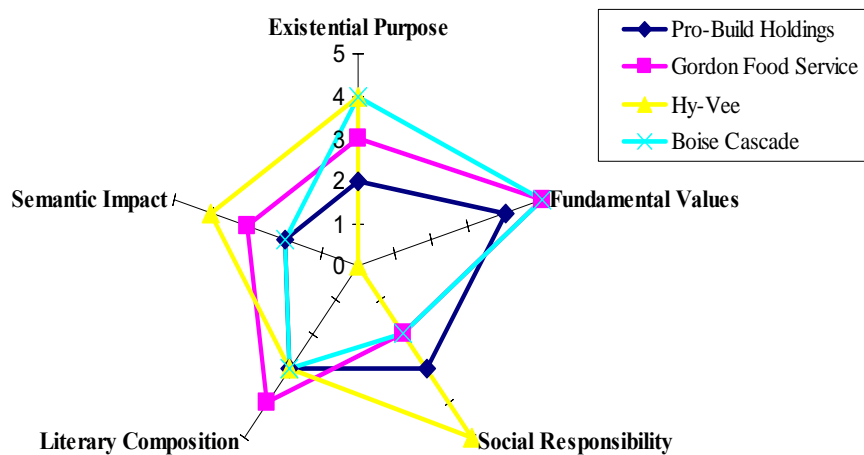 Existential Purpose
Pro-Build Holdings
Gordon Food Service
Hy-Vee
Boise Cascade
5
4
3
2
1
0
Semantic Impact
Fundamental Values
Literary Composition
Social Responsibility